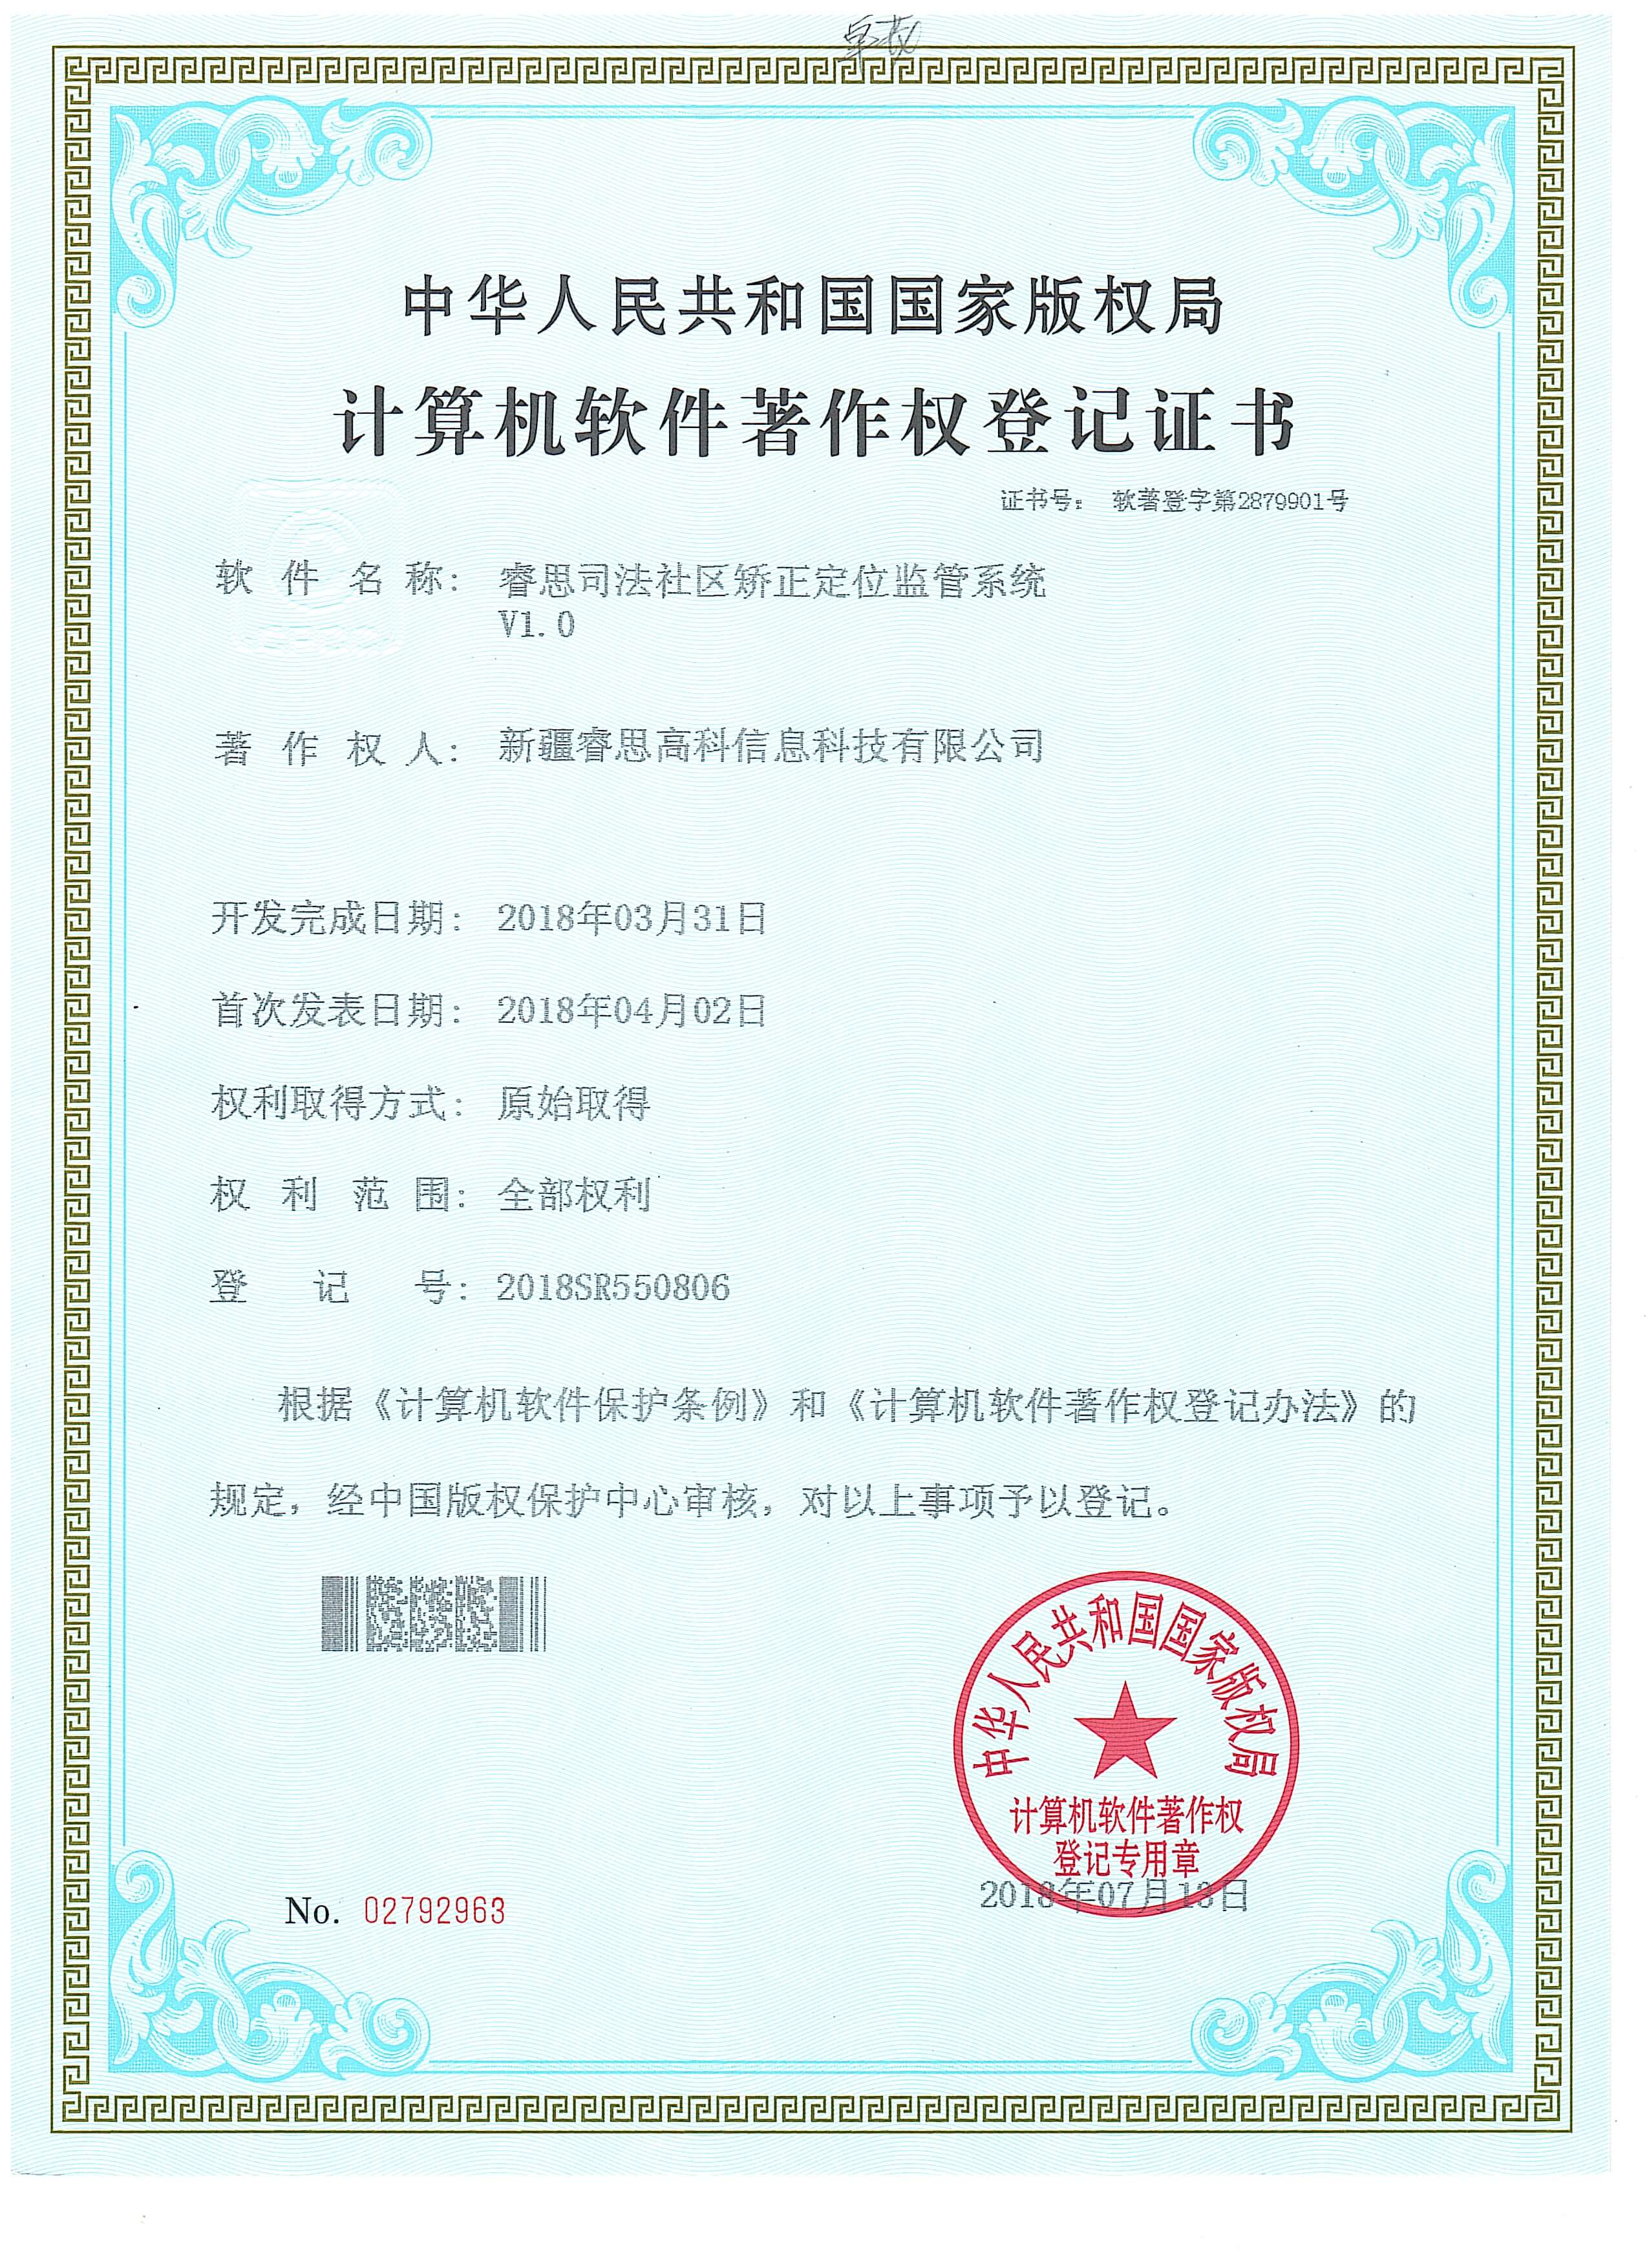 中华人民共和国国家版权局
计算机软件著作权登记证书
证书号： 软著登字第2879901号
软件名称： 睿思司法社区矫正定位监管系统
V1.0
著作权人： 新疆睿思高科信息科技有限公司
开发完成日期： 2018年03月31日
首次发表日期： 2018年04月02日
权利取得方式： 原始取得
权利范围： 全部权利
登记号： 2018SR550806
根据《计算机软件保护条例》和《计算机软件著作权登记办法》的
规定，经中国版权保护中心审核，对以上事项予以登记。
中华人民共和国国家版权局
计算机软件著作权
登记专用章
No. 02792963
2018年07月13日